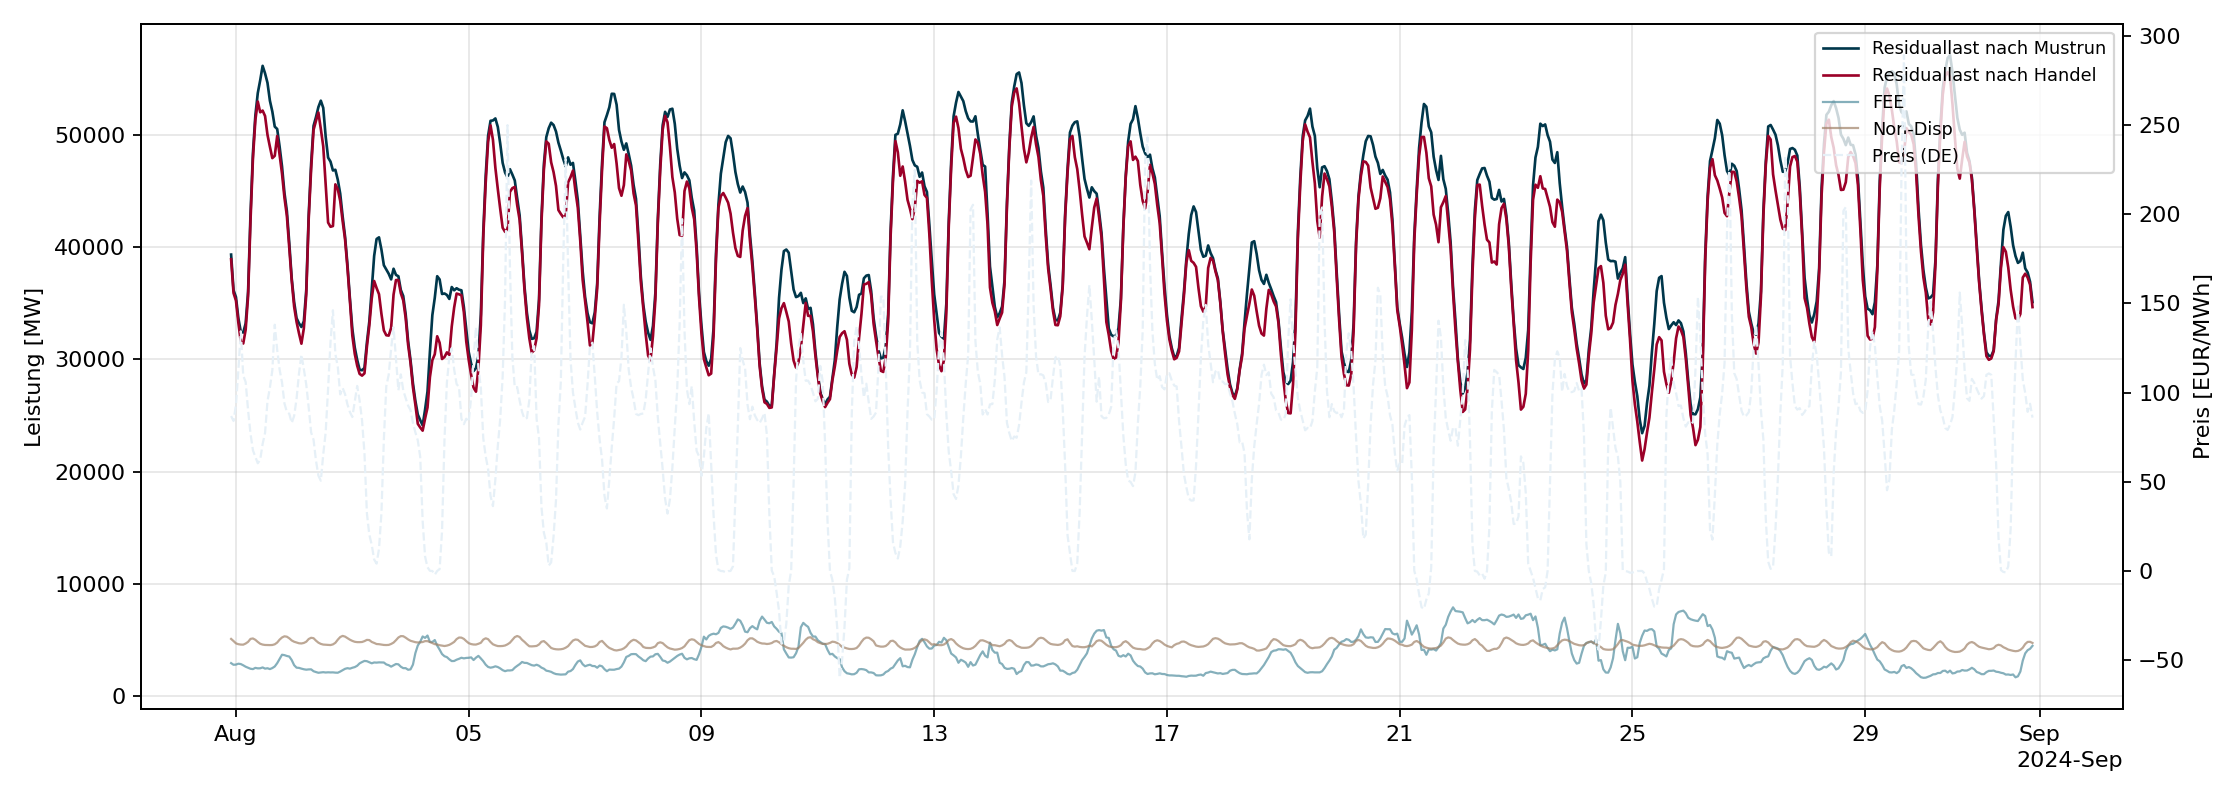 Leistung [MW]
50000
40000
30000
20000
10000
0
Residuallast nach Mustrun
Residuallast nach Handel
FEE
Non-Disp
Preis (DE)
300
250
200
150
100
50
0
−50
Preis [EUR/MWh]
Aug 05 09 13 17 21 25 29 Sep
2024-Sep